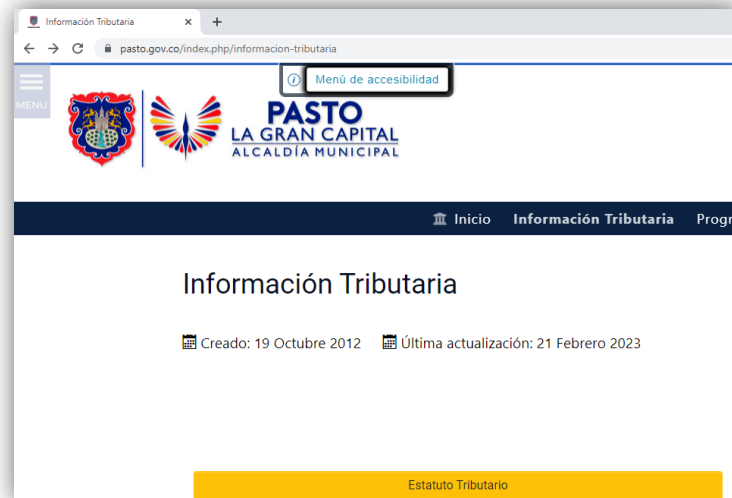 Información Tributaria
pasto.gov.co/index.php/informacion-tributaria
Menú de accesibilidad
MENU
PASTO
LA GRAN CAPITAL
ALCALDÍA MUNICIPAL
Inicio Información Tributaria Progr
Información Tributaria
Creado: 19 Octubre 2012 Última actualización: 21 Febrero 2023
Estatuto Tributario